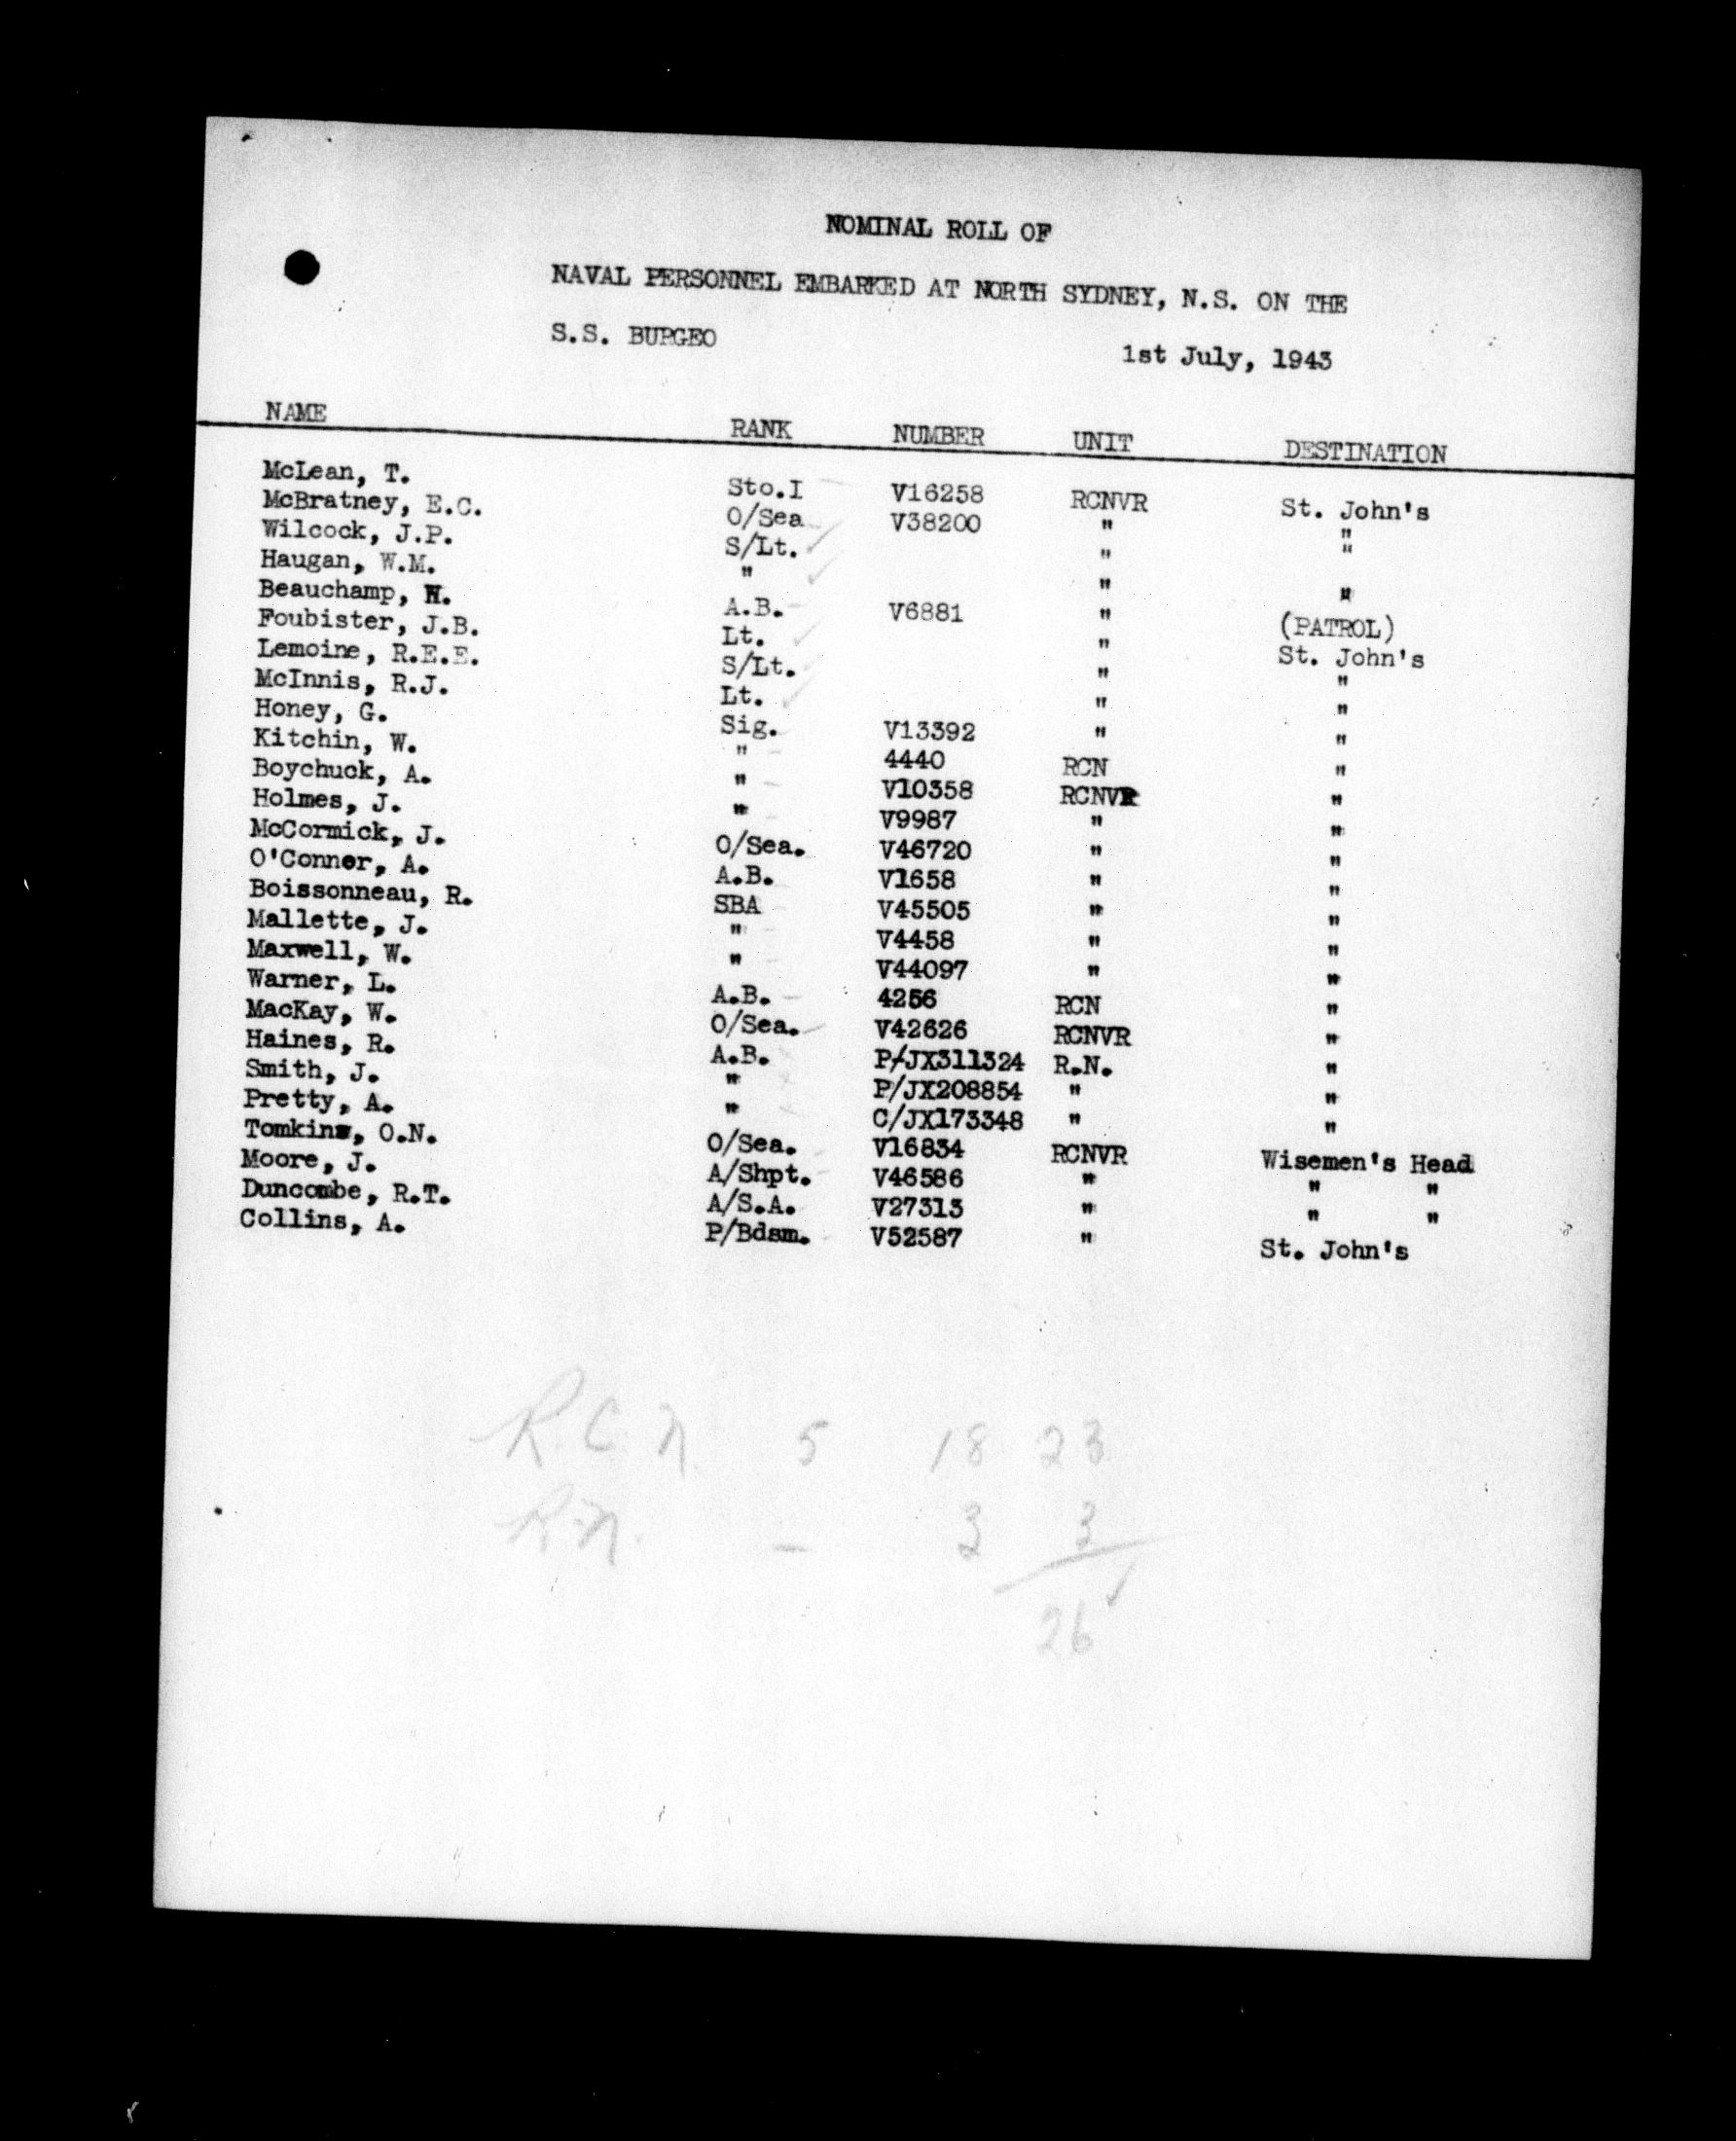 NOMINAL ROLL OF
NAVAL PERSONNEL EMBARKED AT NORTH SYDNEY, N.S. ON THE
S.S. BURGEO
1st July, 1943
NAME RANK NUMBER UNIT DESTINATION
McLean, T. Sto.I V16258 RCNVR St. John's
McBratney, E.C. O/Sea V38200 " "
Wilcock, J.P. S/Lt. " "
Haugan, W.M. " " "
Beauchamp, H. A.B. V6881 " (PATROL)
Foubister, J.B. Lt. " St. John's
Lemoine, R.E.E. S/Lt. " "
McInnis, R.J. Lt. " "
Honey, G. Sig. V13392 " "
Kitchin, W. " 4440 RCN "
Boychuck, A. " V10358 RCNVR "
Holmes, J. " V9987 " "
McCormick, J. O/Sea. V46720 " "
O'Conner, A. A.B. V1658 " "
Boissonneau, R. SBA V45505 " "
Mallette, J. " V4458 " "
Maxwell, W. " V44097 " "
Warner, L. A.B. 4256 RCN "
MacKay, W. O/Sea. V42626 RCNVR "
Haines, R. A.B. P/JX311324 R.N. "
Smith, J. " P/JX208854 " "
Pretty, A. " C/JX173348 " "
Tomkins, O.N. O/Sea. V16834 RCNVR Wisemen's Head
Moore, J. A/Shpt. V46586 " " "
Duncombe, R.T. A/S.A. V27313 " " "
Collins, A. P/Bdsm. V52587 " St. John's
R.C.N. 5 18 23
R.N. — 3 3
26